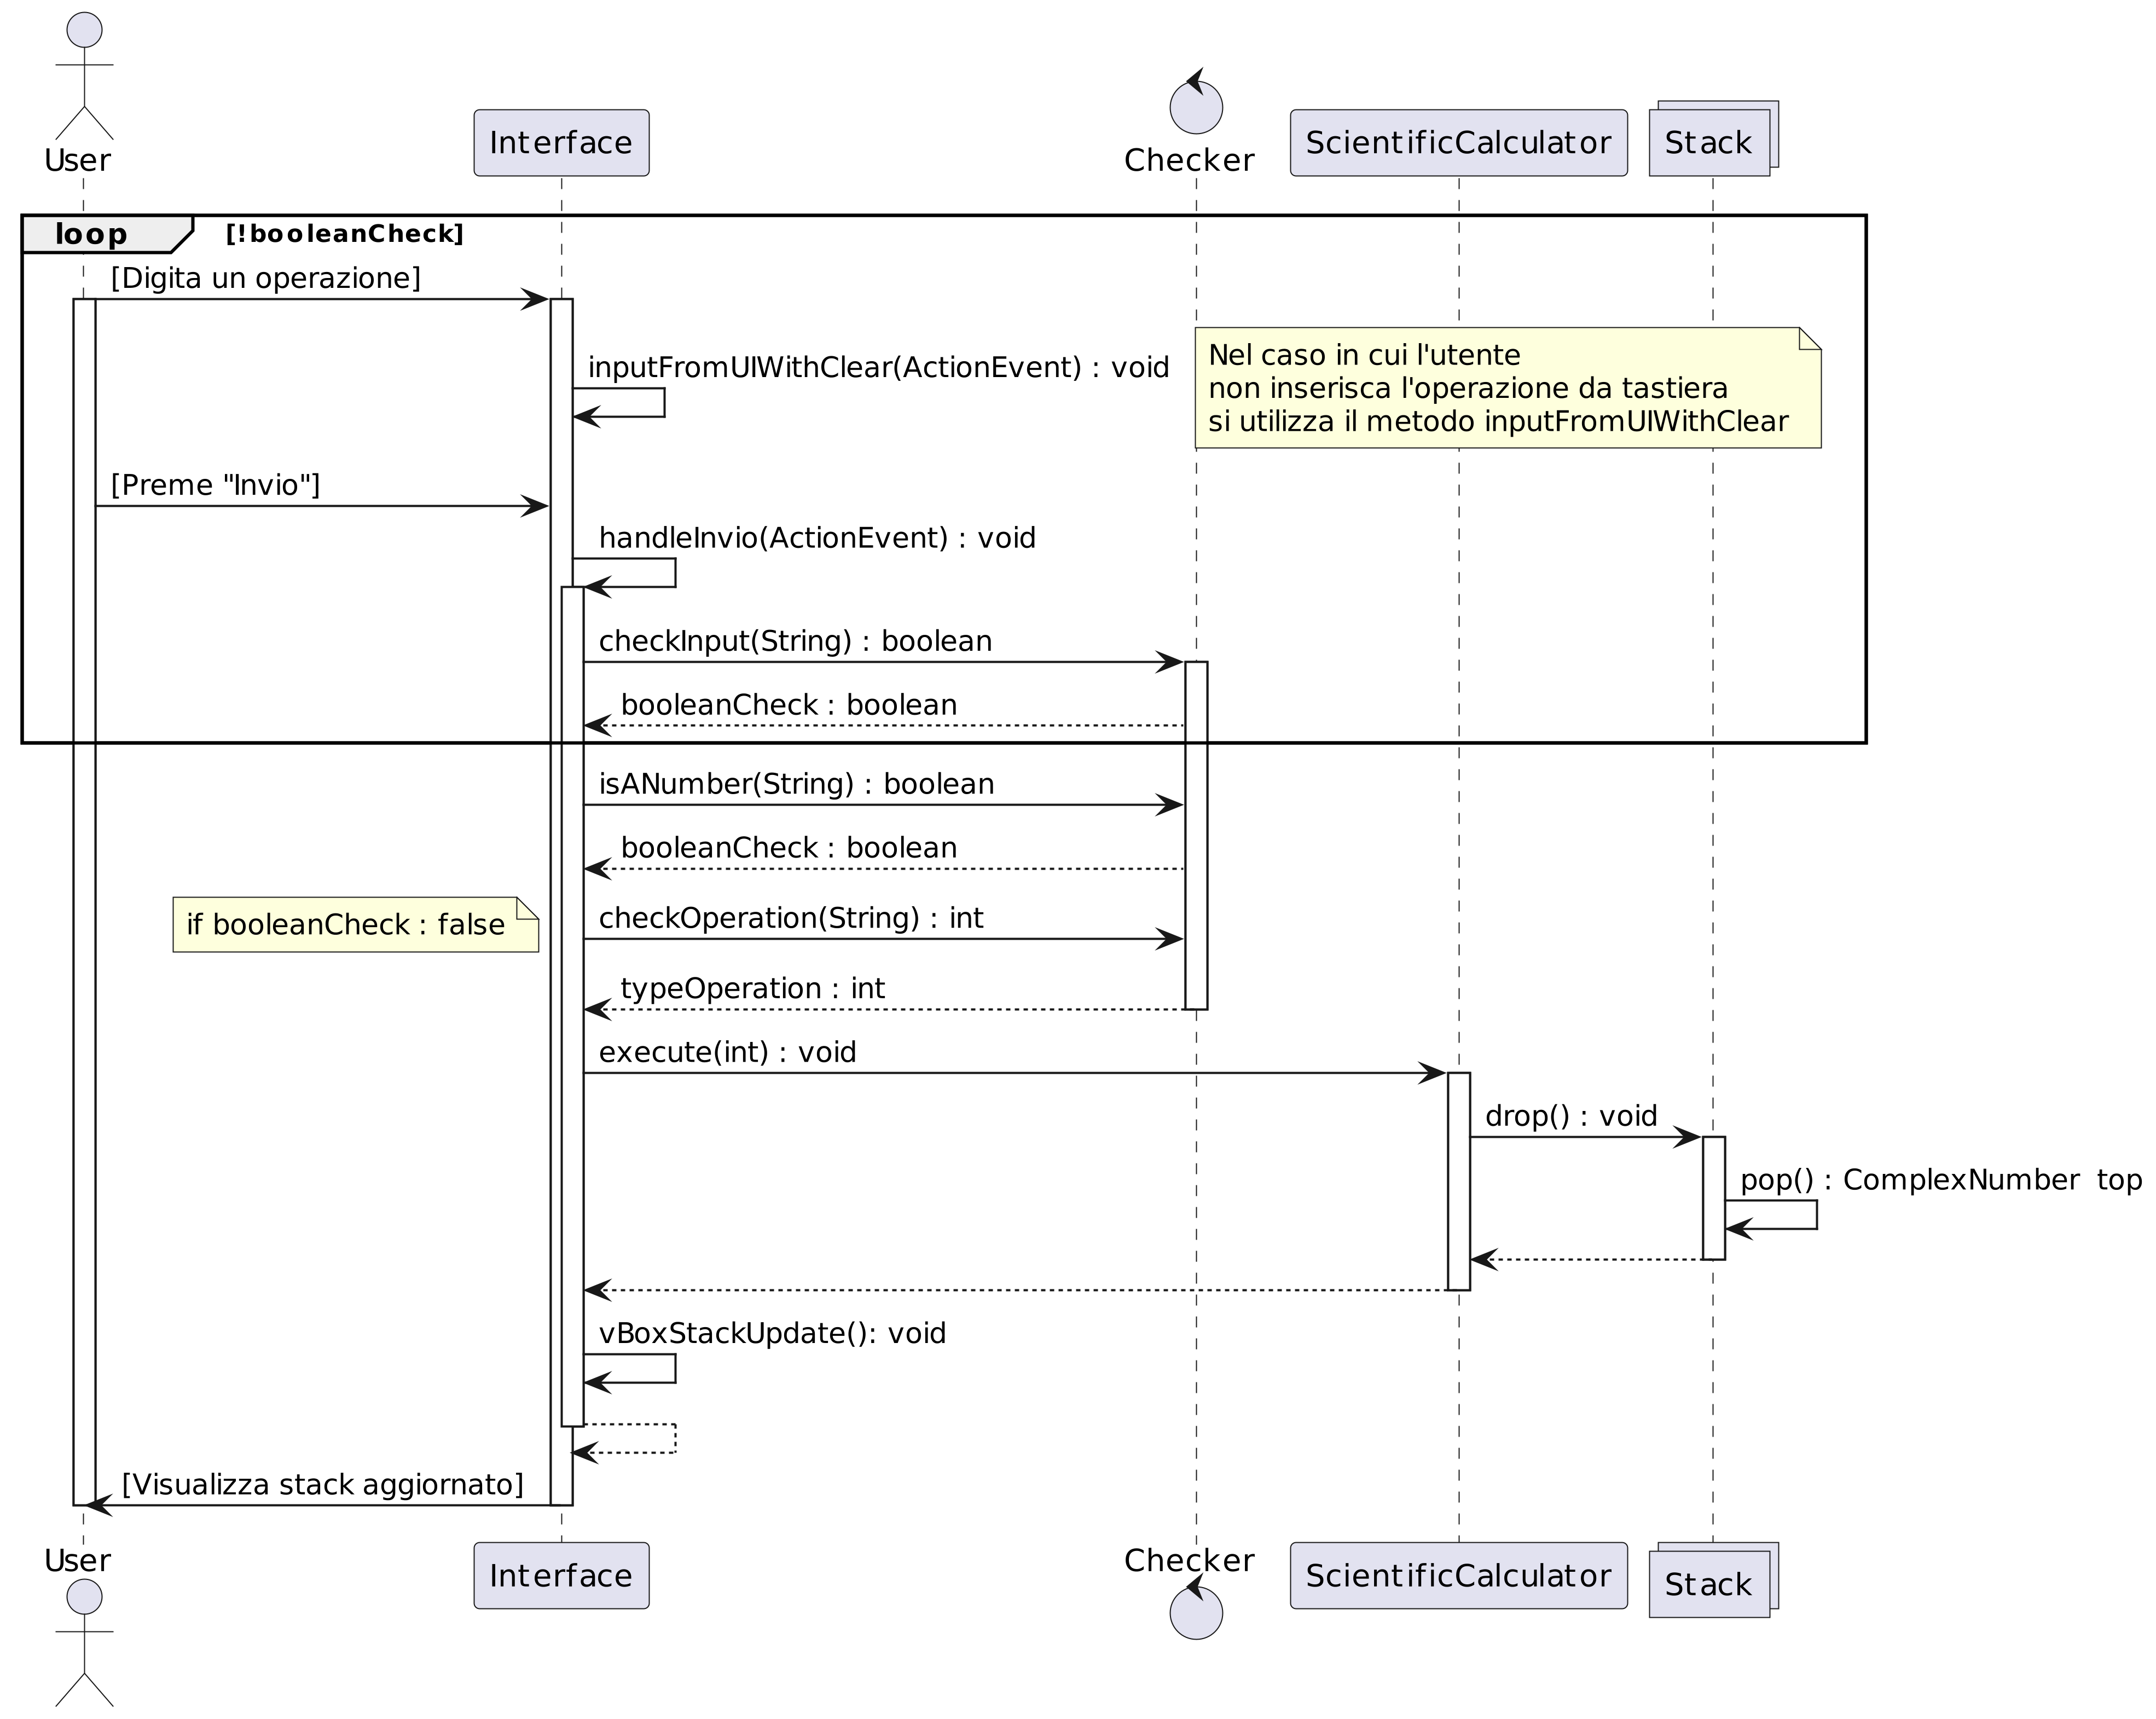 User
Interface
Checker
ScientificCalculator
Stack
loop
[!booleanCheck]
[Digita un operazione]
inputFromUIWithClear(ActionEvent) : void
Nel caso in cui l'utente
non inserisca l'operazione da tastiera
si utilizza il metodo inputFromUIWithClear
[Preme "Invio"]
handleInvio(ActionEvent) : void
checkInput(String) : boolean
booleanCheck : boolean
isANumber(String) : boolean
booleanCheck : boolean
if booleanCheck : false
checkOperation(String) : int
typeOperation : int
execute(int) : void
drop() : void
pop() : ComplexNumber  top
vBoxStackUpdate(): void
[Visualizza stack aggiornato]
User
Interface
Checker
ScientificCalculator
Stack